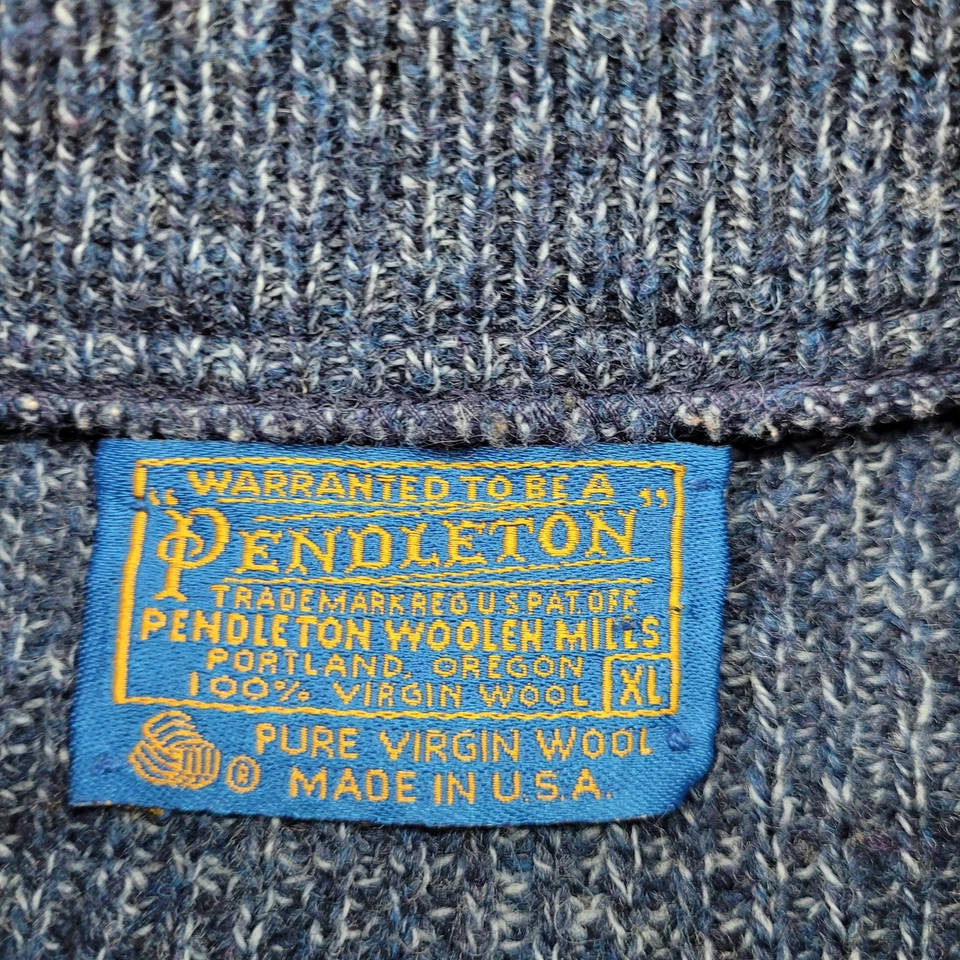 WARRANTED TO BE A
"PENDLETON"
TRADEMARK REG U.S. PAT. OFF.
PENDLETON WOOLEN MILLS
PORTLAND, OREGON
100% VIRGIN WOOL XL
PURE VIRGIN WOOL
® MADE IN U.S.A.